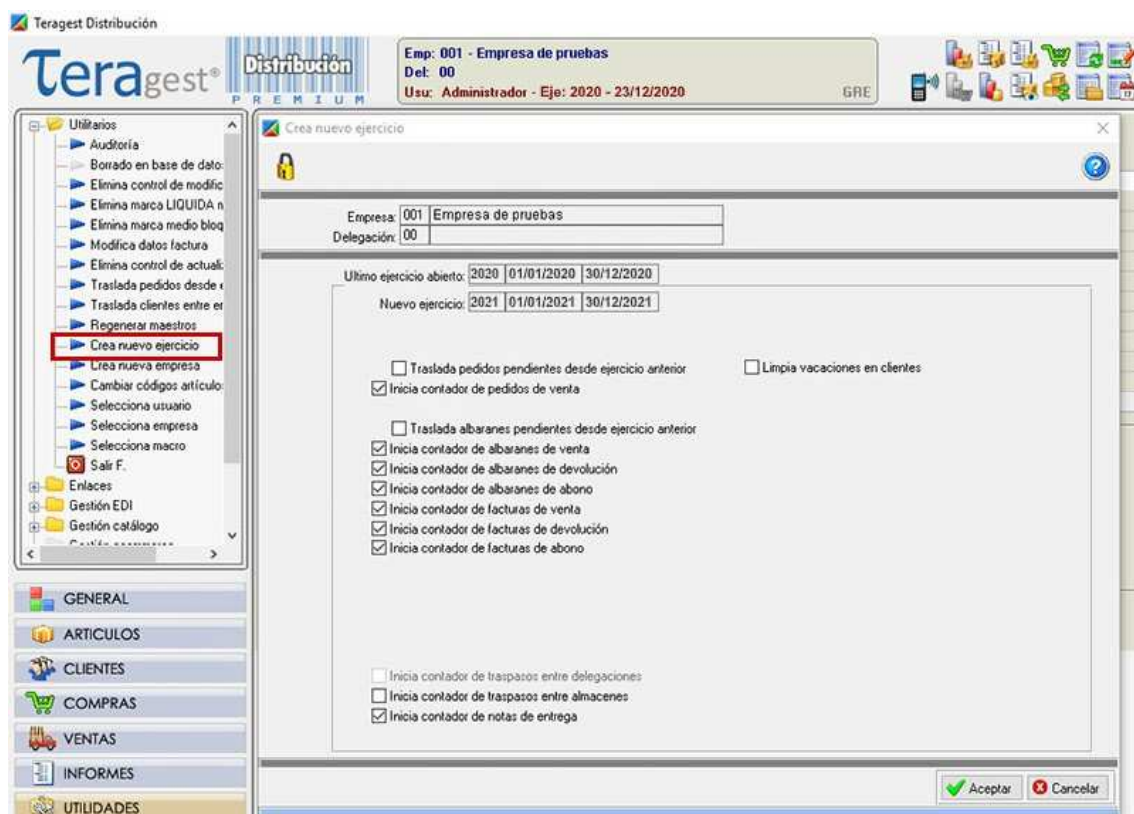 Teragest Distribución
Teragest®
Distribución
PREMIUM
Emp: 001 - Empresa de pruebas
Del: 00
Usu: Administrador - Eje: 2020 - 23/12/2020
GRE
Utilitarios
Auditoría
Borrado en base de dato
Elimina control de modific
Elimina marca LIQUIDA n
Elimina marca medio bloq
Modifica datos factura
Elimina control de actuali
Traslada pedidos desde
Traslada clientes entre en
Regenerar maestros
Crea nuevo ejercicio
Crea nueva empresa
Cambiar códigos artículo
Selecciona usuario
Selecciona empresa
Selecciona macro
Salir F.
Enlaces
Gestión EDI
Gestión catálogo
GENERAL
ARTICULOS
CLIENTES
COMPRAS
VENTAS
INFORMES
UTILIDADES
Crea nuevo ejercicio
Empresa: 001 Empresa de pruebas
Delegación: 00
Ultimo ejercicio abierto: 2020 01/01/2020 30/12/2020
Nuevo ejercicio: 2021 01/01/2021 30/12/2021
Traslada pedidos pendientes desde ejercicio anterior
Limpia vacaciones en clientes
Inicia contador de pedidos de venta
Traslada albaranes pendientes desde ejercicio anterior
Inicia contador de albaranes de venta
Inicia contador de albaranes de devolución
Inicia contador de albaranes de abono
Inicia contador de facturas de venta
Inicia contador de facturas de devolución
Inicia contador de facturas de abono
Inicia contador de traspasos entre delegaciones
Inicia contador de traspasos entre almacenes
Inicia contador de notas de entrega
Aceptar
Cancelar